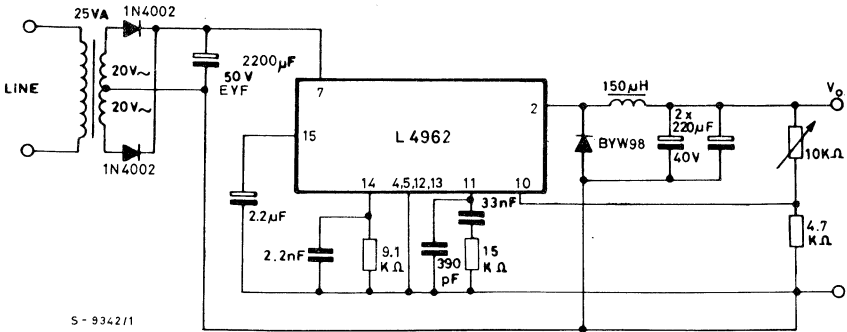 25VA
1N4002
LINE
20V~
20V~
1N4002
2200µF
50V
EYF
7
15
L4962
2
14
4,5,12,13
11
10
150µH
V₀
BYW98
2x
220µF
40V
10KΩ
2.2µF
2.2nF
9.1
KΩ
390
pF
33nF
15
KΩ
4.7
KΩ
S-9342/1